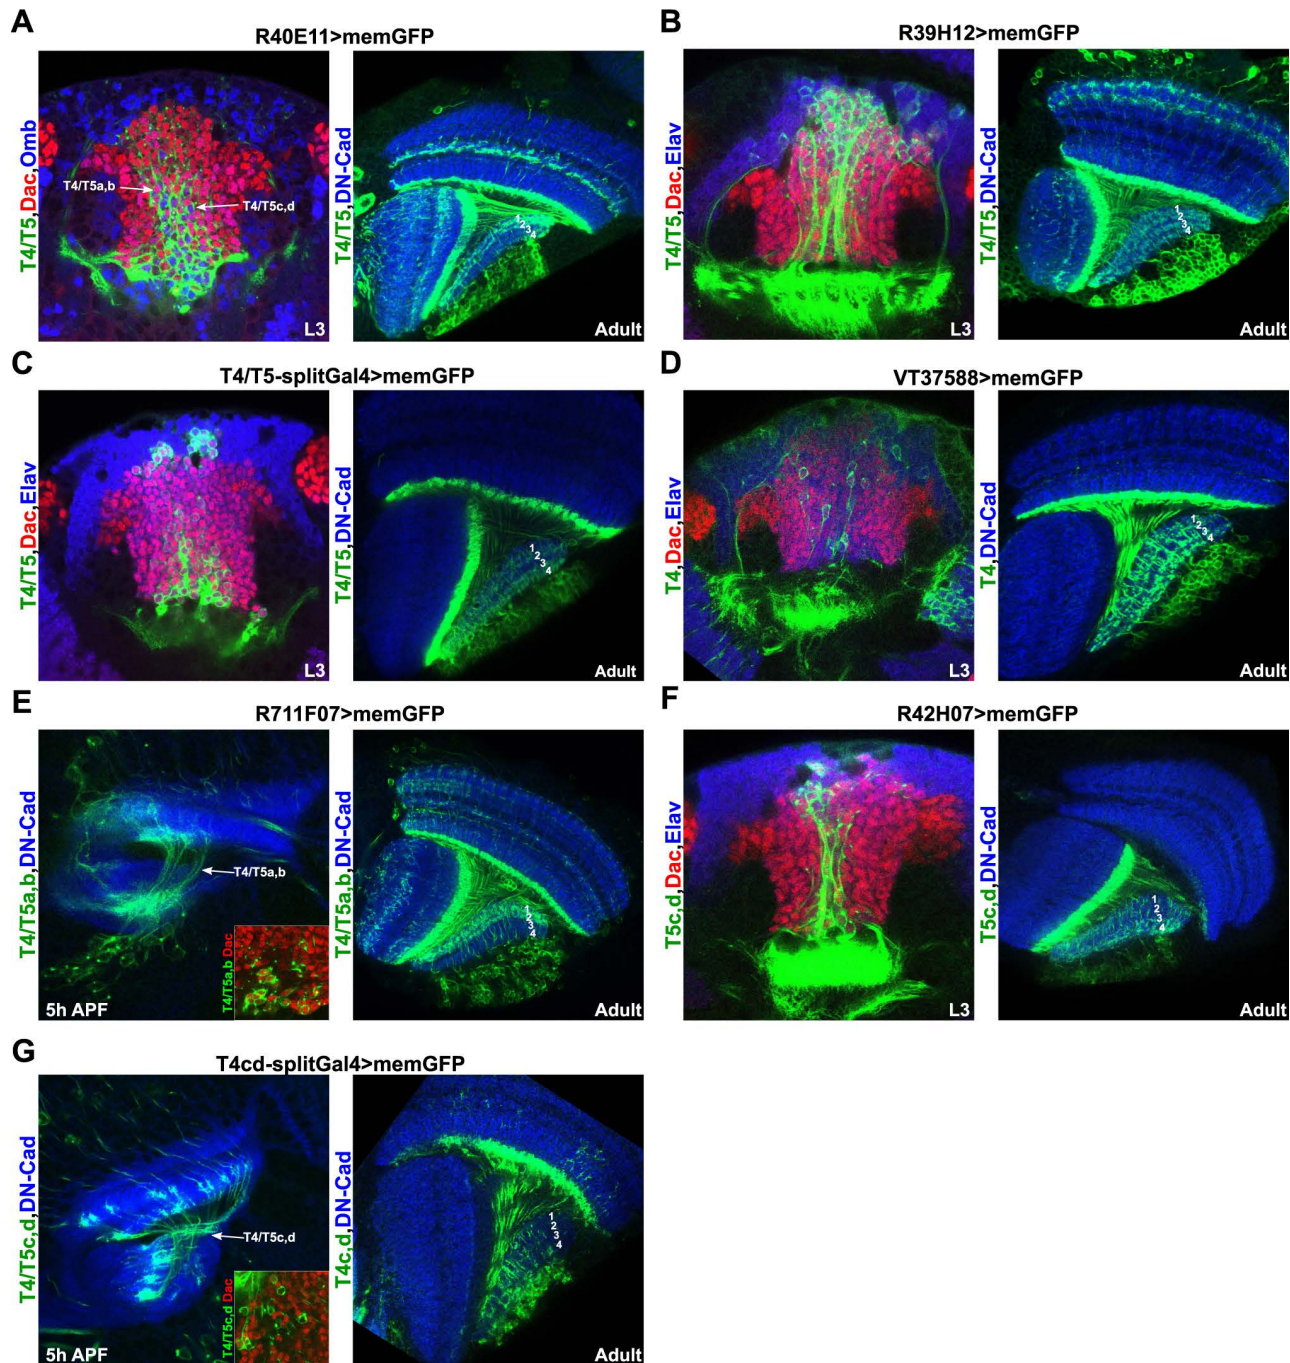 A
R40E11>memGFP
T4/T5,Dac,Omb
T4/T5a,b
T4/T5c,d
L3
T4/T5,DN-Cad
1
2
3
4
Adult
B
R39H12>memGFP
T4/T5,Dac,Elav
L3
T4/T5,DN-Cad
1
2
3
4
Adult
C
T4/T5-splitGal4>memGFP
T4/T5,Dac,Elav
L3
T4/T5,DN-Cad
1
2
3
4
Adult
D
VT37588>memGFP
T4,Dac,Elav
L3
T4,DN-Cad
1
2
3
4
Adult
E
R711F07>memGFP
T4/T5a,b,DN-Cad
T4/T5a,b
T4/T5a,b Dac
5h APF
T4/T5a,b,DN-Cad
1
2
3
4
Adult
F
R42H07>memGFP
T5c,d,Dac,Elav
L3
T5c,d,DN-Cad
1
2
3
4
Adult
G
T4cd-splitGal4>memGFP
T4/T5c,d,DN-Cad
T4/T5c,d
T4/T5c,d Dac
5h APF
T4c,d,DN-Cad
1
2
3
4
Adult